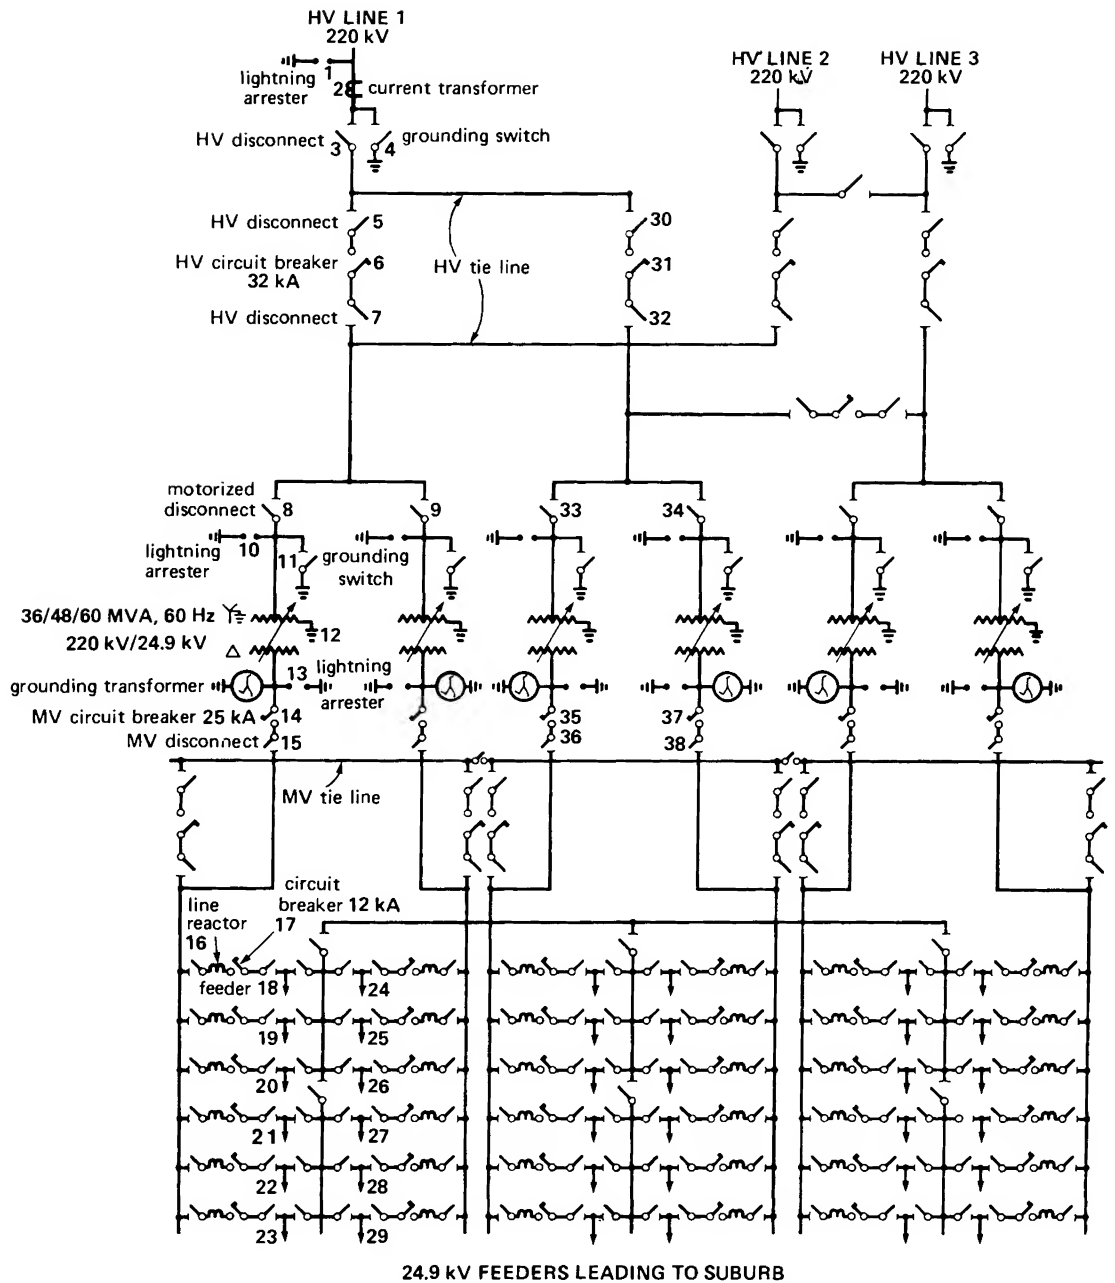 HV LINE 1
220 kV
HV LINE 2
220 kV
HV LINE 3
220 kV
lightning
arrester
1
2
current transformer
HV disconnect
3
4
grounding switch
HV disconnect
5
30
HV circuit breaker
32 kA
6
31
HV tie line
HV disconnect
7
32
motorized
disconnect
8
9
33
34
lightning
arrester
10
11
grounding
switch
36/48/60 MVA, 60 Hz
220 kV/24.9 kV
12
grounding transformer
13
lightning
arrester
MV circuit breaker 25 kA
14
35
37
MV disconnect
15
36
38
MV tie line
line
reactor
16
circuit
breaker 12 kA
17
feeder 18
24
19
25
20
26
21
27
22
28
23
29
24.9 kV FEEDERS LEADING TO SUBURB